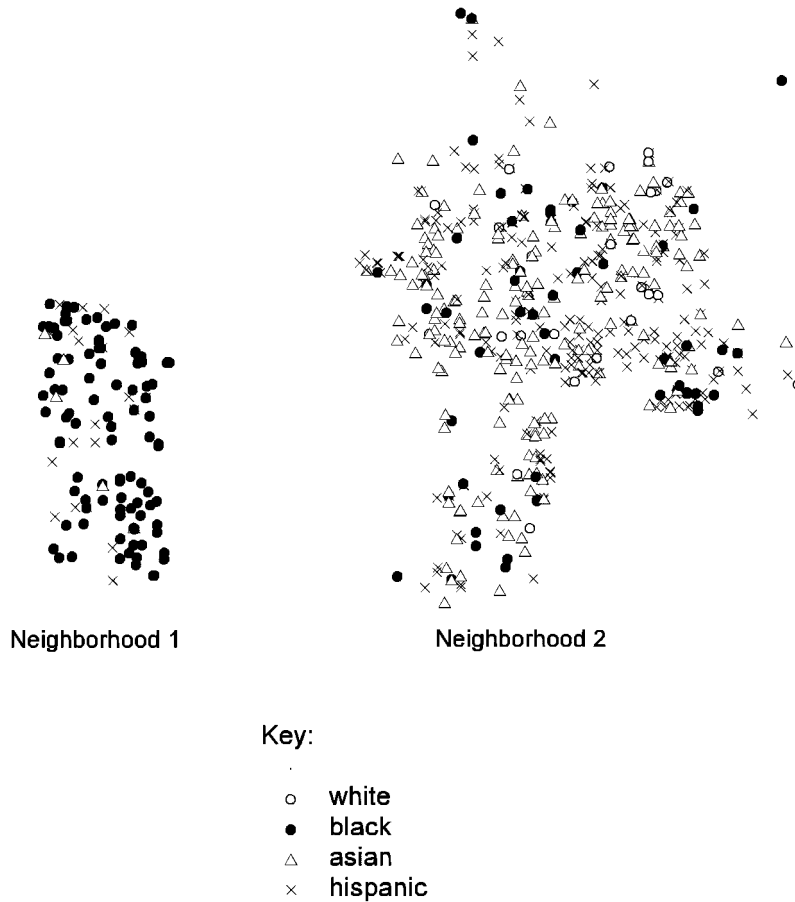 Neighborhood 1
Neighborhood 2
Key:
white
black
asian
hispanic